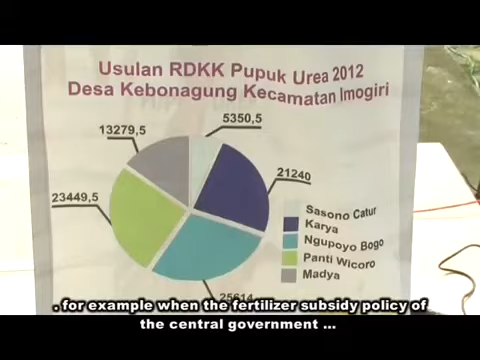 Usulan RDKK Pupuk Urea 2012
Desa Kebonagung Kecamatan Imogiri
5350,5
13279,5
21240
23449,5
Sasono Catur
Karya
Ngupoyo Bogo
Panti Wicoro
Madya
. for example when the fertilizer subsidy policy of
the central government ...